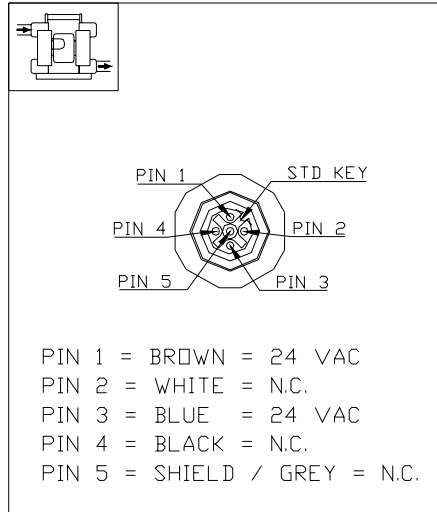 PIN 1
STD KEY
PIN 4
PIN 2
PIN 5
PIN 3
PIN 1 = BROWN = 24 VAC
PIN 2 = WHITE = N.C.
PIN 3 = BLUE = 24 VAC
PIN 4 = BLACK = N.C.
PIN 5 = SHIELD / GREY = N.C.